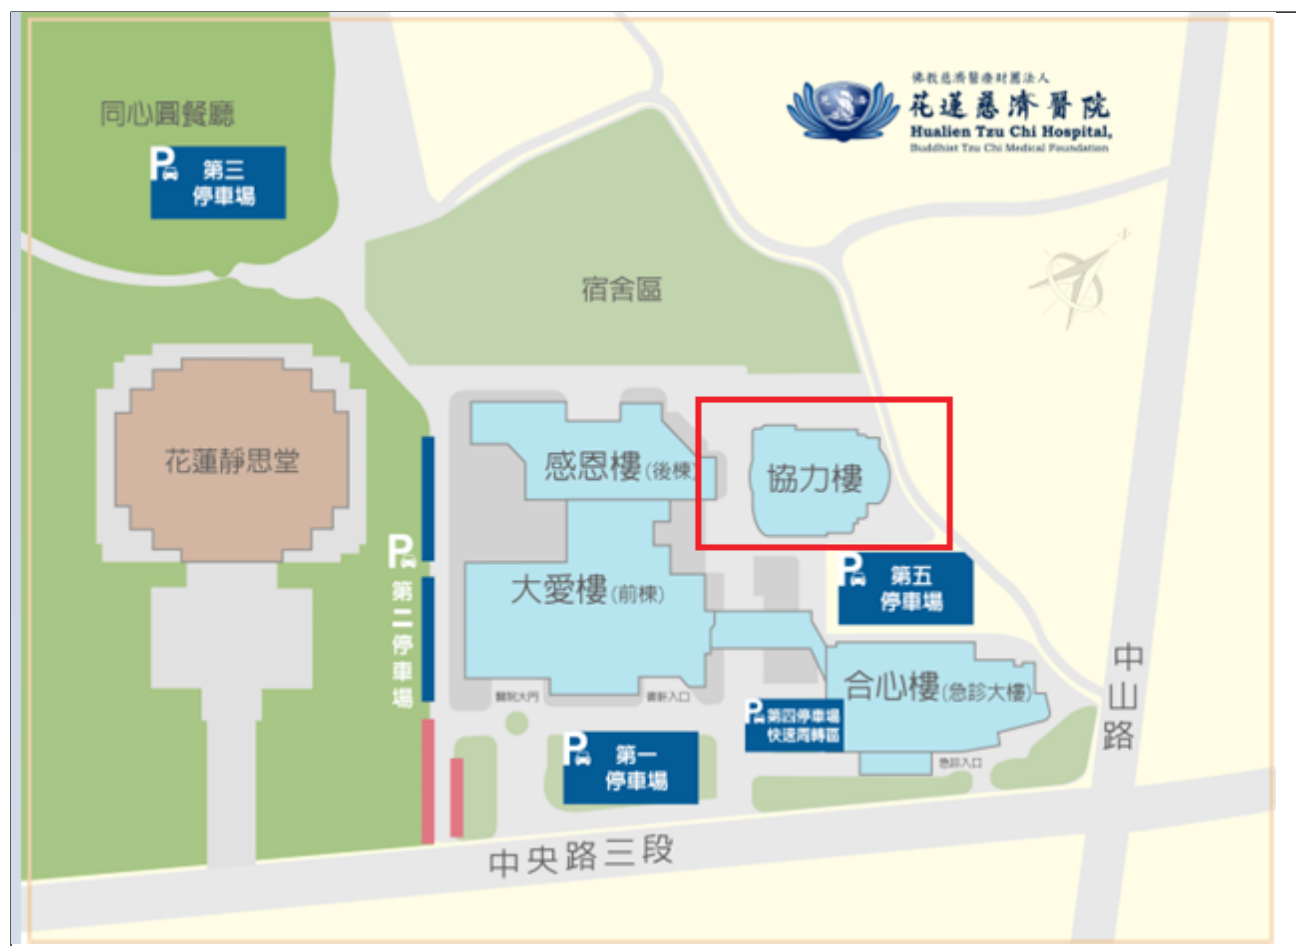 佛教慈濟醫療財團法人
花蓮慈濟醫院
Hualien Tzu Chi Hospital,
Buddhist Tzu Chi Medical Foundation
同心圓餐廳
P 第三
停車場
宿舍區
花蓮靜思堂
感恩樓(後棟)
協力樓
P
第二停車場
大愛樓(前棟)
P 第五
停車場
合心樓(急診大樓)
中山路
醫院大門
書軒入口
P 第四停車場
快速周轉區
P 第一
停車場
急診入口
中央路三段